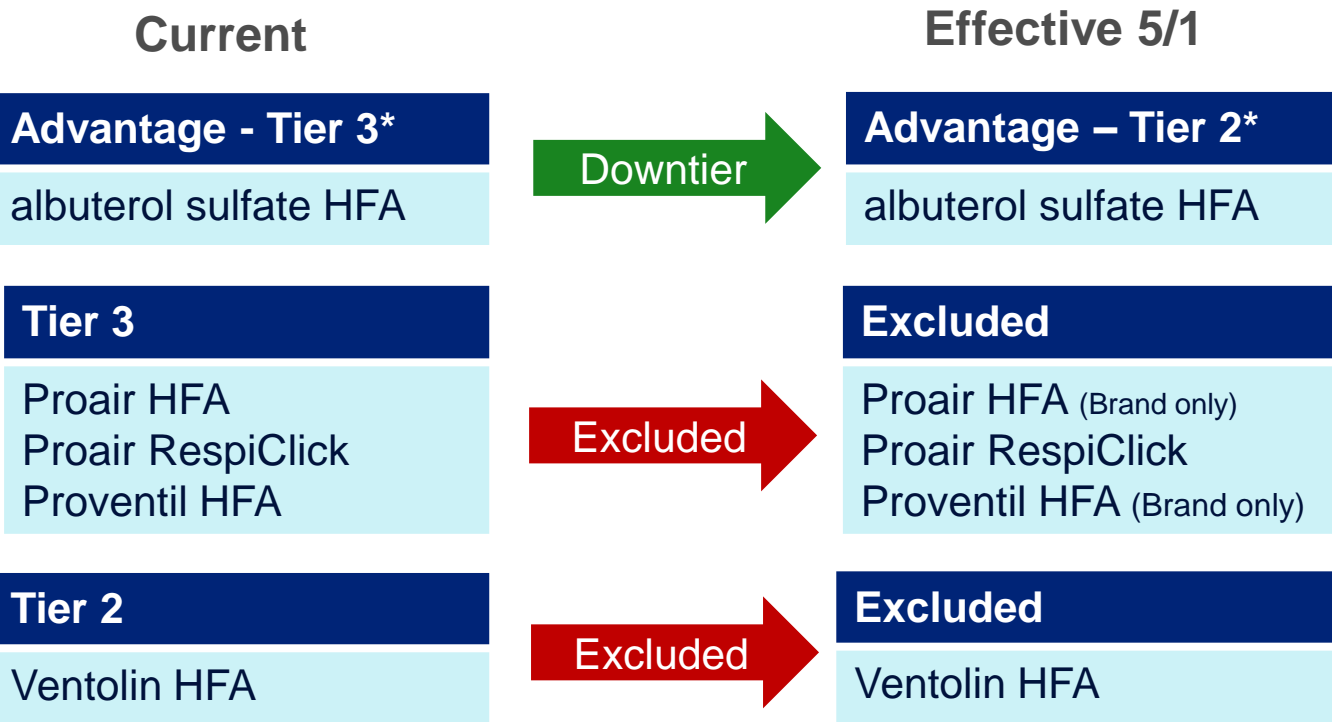 Current
Effective 5/1
Advantage - Tier 3*
albuterol sulfate HFA
Downtier
Advantage – Tier 2*
albuterol sulfate HFA
Tier 3
Proair HFA
Proair RespiClick
Proventil HFA
Excluded
Excluded
Proair HFA (Brand only)
Proair RespiClick
Proventil HFA (Brand only)
Tier 2
Ventolin HFA
Excluded
Excluded
Ventolin HFA